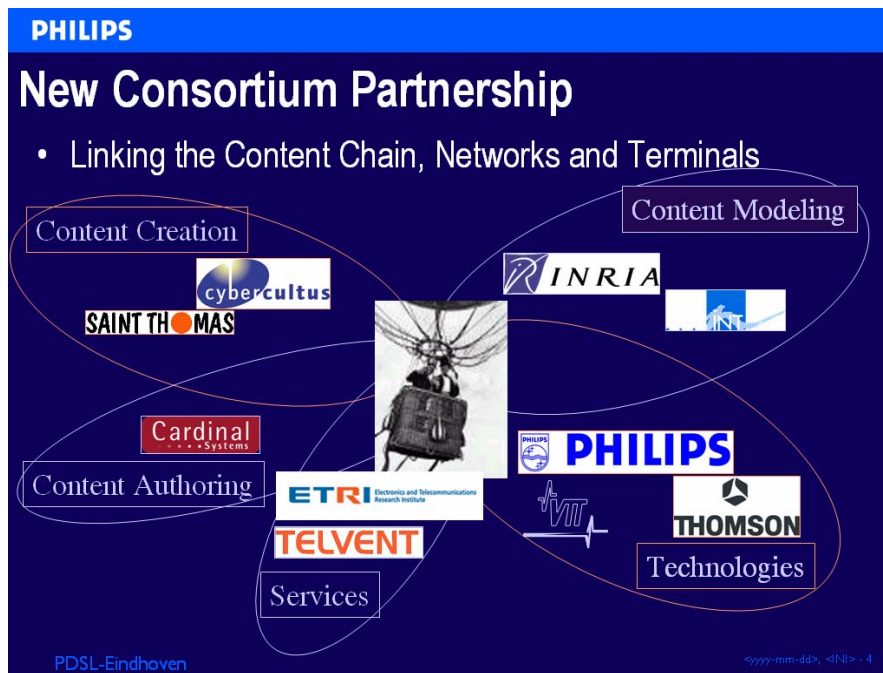 PHILIPS
New Consortium Partnership
• Linking the Content Chain, Networks and Terminals
Content Creation
Content Modeling
cybercultus
INRIA
SAINT THOMAS
INT
Cardinal
Systems
PHILIPS
PHILIPS
Content Authoring
ETRI Electronics and Telecommunications
Research Institute
VTT
THOMSON
TELVENT
Technologies
Services
PDSL-Eindhoven
<yyyy-mm-dd>, <INI> - 4